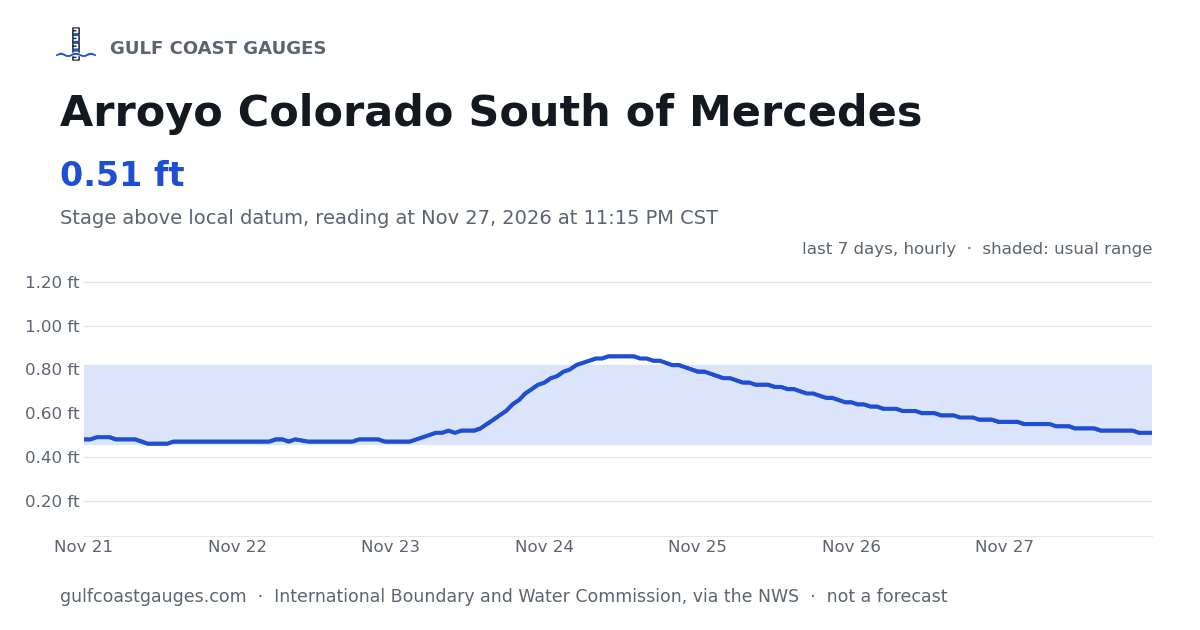 GULF COAST GAUGES
Arroyo Colorado South of Mercedes
0.51 ft
Stage above local datum, reading at Nov 27, 2026 at 11:15 PM CST
last 7 days, hourly · shaded: usual range
1.20 ft
1.00 ft
0.80 ft
0.60 ft
0.40 ft
0.20 ft
Nov 21 Nov 22 Nov 23 Nov 24 Nov 25 Nov 26 Nov 27
gulfcoastgauges.com · International Boundary and Water Commission, via the NWS · not a forecast